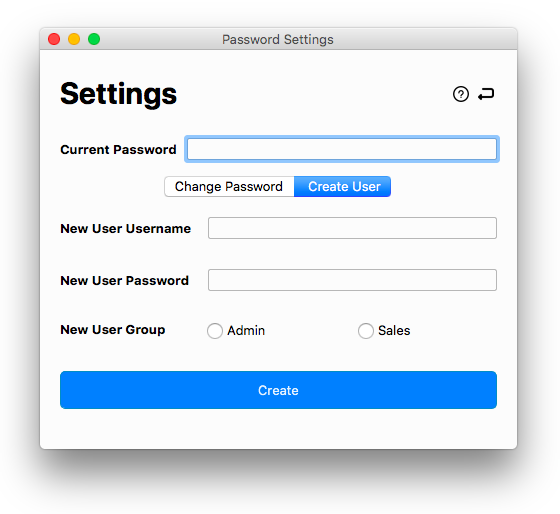 Password Settings
Settings
?
Current Password
Change Password Create User
New User Username
New User Password
New User Group Admin Sales
Create